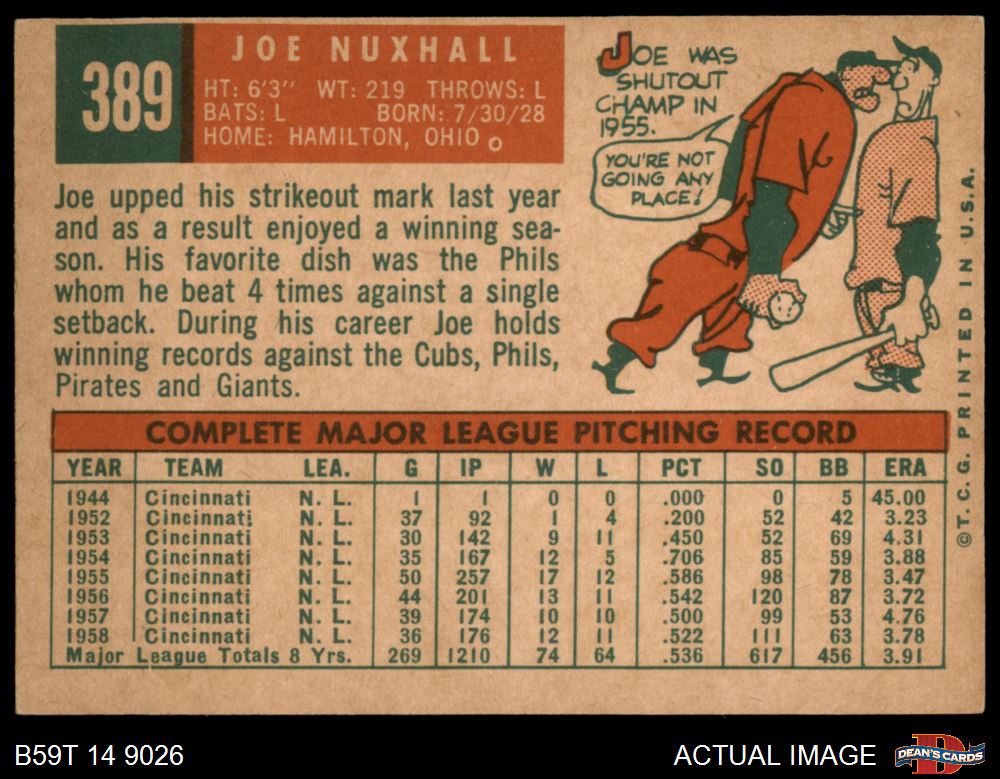 389
JOE NUXHALL
HT: 6'3" WT: 219 THROWS: L
BATS: L BORN: 7/30/28
HOME: HAMILTON, OHIO
JOE WAS
SHUTOUT
CHAMP IN
1955.
YOU'RE NOT
GOING ANY
PLACE!
Joe upped his strikeout mark last year
and as a result enjoyed a winning sea-
son. His favorite dish was the Phils
whom he beat 4 times against a single
setback. During his career Joe holds
winning records against the Cubs, Phils,
Pirates and Giants.
COMPLETE MAJOR LEAGUE PITCHING RECORD
YEAR TEAM LEA. G IP W L PCT SO BB ERA
1944 Cincinnati N. L. 1 1 0 0 .000 0 5 45.00
1952 Cincinnati N. L. 37 92 1 4 .200 52 42 3.23
1953 Cincinnati N. L. 30 142 9 11 .450 52 69 4.31
1954 Cincinnati N. L. 35 167 12 5 .706 85 59 3.88
1955 Cincinnati N. L. 50 257 17 12 .586 98 78 3.47
1956 Cincinnati N. L. 44 201 13 11 .542 120 87 3.72
1957 Cincinnati N. L. 39 174 10 10 .500 99 53 4.76
1958 Cincinnati N. L. 36 176 12 11 .522 111 63 3.78
Major League Totals 8 Yrs. 269 1210 74 64 .536 617 456 3.91
©T. C. G. PRINTED IN U.S.A.
B59T 14 9026
ACTUAL IMAGE
DEAN'S CARDS